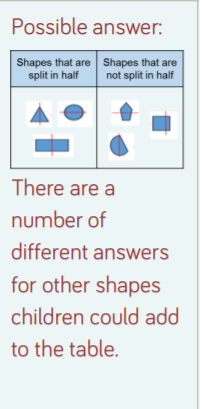 Possible answer:
Shapes that are
split in half
Shapes that are
not split in half
There are a
number of
different answers
for other shapes
children could add
to the table.